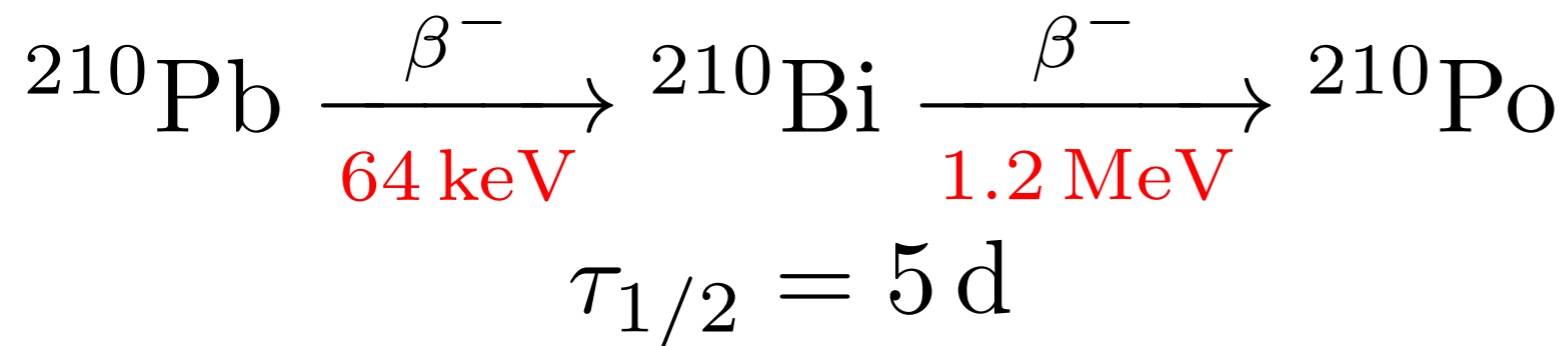 β⁻ β⁻
²¹⁰Pb → ²¹⁰Bi → ²¹⁰Po
64 keV 1.2 MeV
τ₁/₂ = 5 d